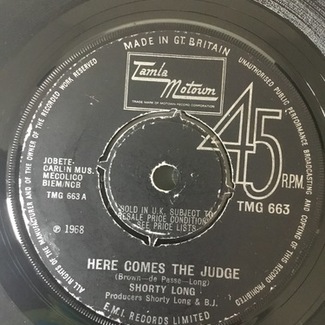 MADE IN GT. BRITAIN
Tamla
Motown
TRADE MARK OF MOTOWN RECORD CORPORATION
45
R.P.M.
TMG 663
JOBETE-
CARLIN MUS.
MECOLICO
BIEM/NCB
TMG 663 A
SOLD IN U.K. SUBJECT TO
RESALE PRICE CONDITIONS
SEE PRICE LISTS
℗ 1968
HERE COMES THE JUDGE
(Brown-de Passe-Long)
SHORTY LONG
Producers Shorty Long & B.J.
E.M.I. RECORDS LIMITED
ALL RIGHTS OF THE MANUFACTURER AND OF THE OWNER OF THE RECORDED WORK RESERVED
UNAUTHORISED PUBLIC PERFORMANCE BROADCASTING AND COPYING OF THIS RECORD PROHIBITED